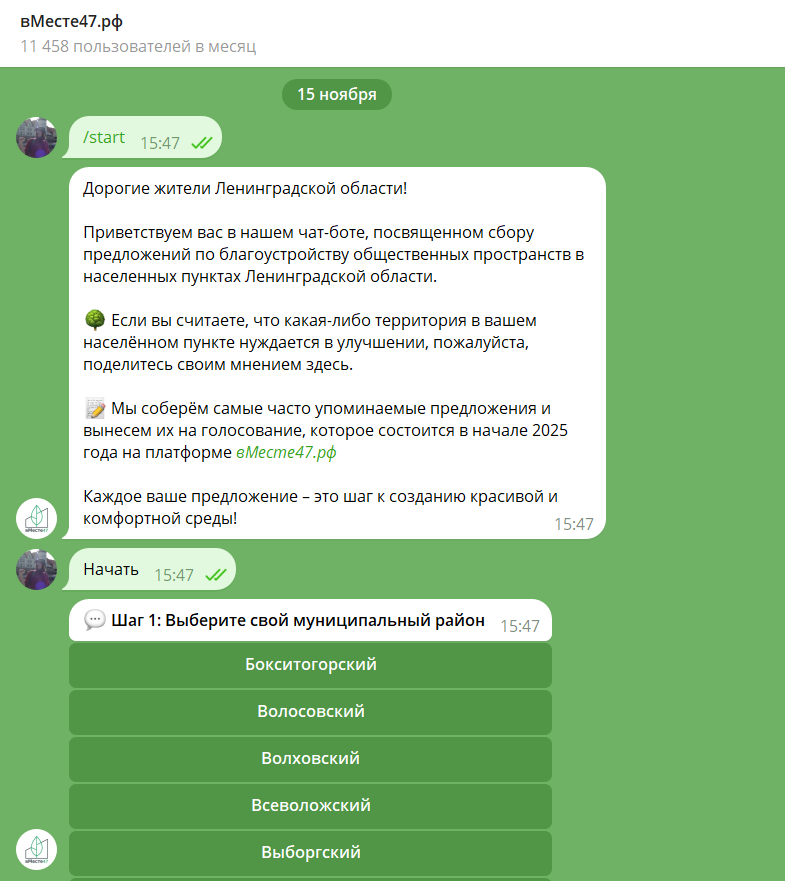 вМесте47.рф
11 458 пользователей в месяц
15 ноября
/start 15:47
Дорогие жители Ленинградской области!
Приветствуем вас в нашем чат-боте, посвященном сбору
предложений по благоустройству общественных пространств в
населенных пунктах Ленинградской области.
Если вы считаете, что какая-либо территория в вашем
населённом пункте нуждается в улучшении, пожалуйста,
поделитесь своим мнением здесь.
Мы соберём самые часто упоминаемые предложения и
вынесем их на голосование, которое состоится в начале 2025
года на платформе вМесте47.рф
Каждое ваше предложение – это шаг к созданию красивой и
комфортной среды!
15:47
вМесте47
Начать 15:47
Шаг 1: Выберите свой муниципальный район 15:47
Бокситогорский
Волосовский
Волховский
Всеволожский
Выборгский
вМесте47